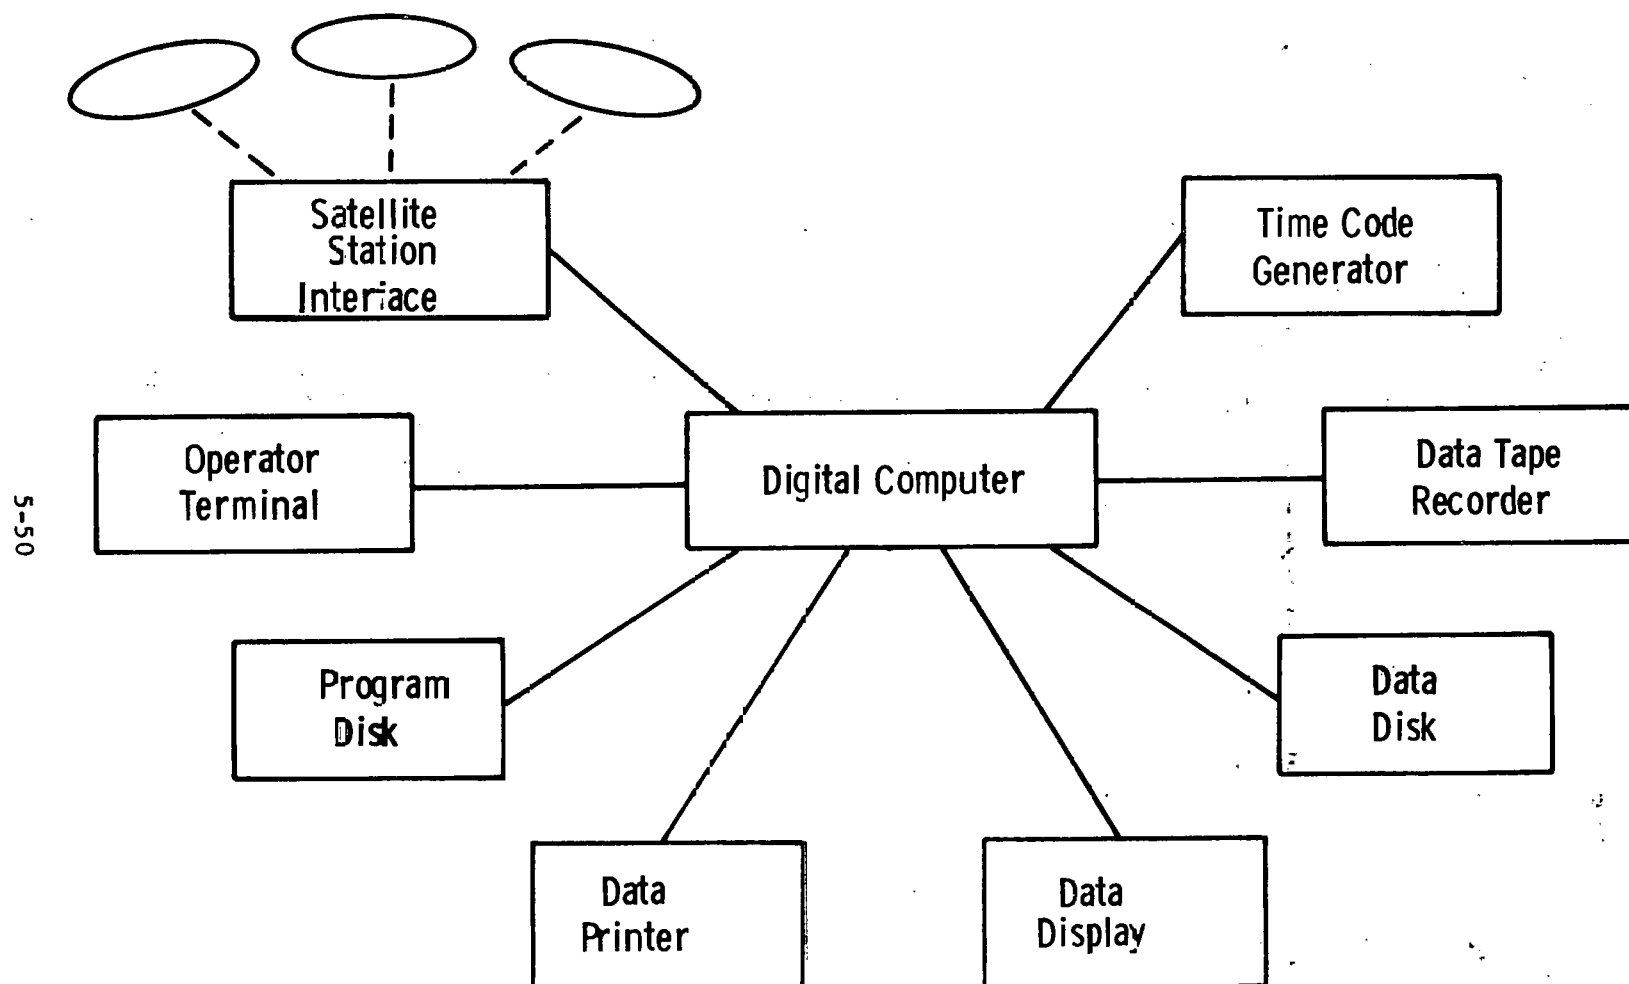 Satellite
Station
Interface
Time Code
Generator
Operator
Terminal
Digital Computer
Data Tape
Recorder
5-50
Program
Disk
Data
Disk
Data
Printer
Data
Display